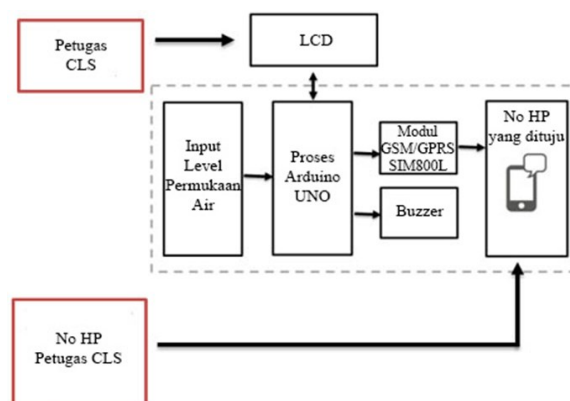 Petugas
CLS
LCD
Input
Level
Permukaan
Air
Proses
Arduino
UNO
Modul
GSM/GPRS
SIM800L
Buzzer
No HP
yang dituju
No HP
Petugas CLS